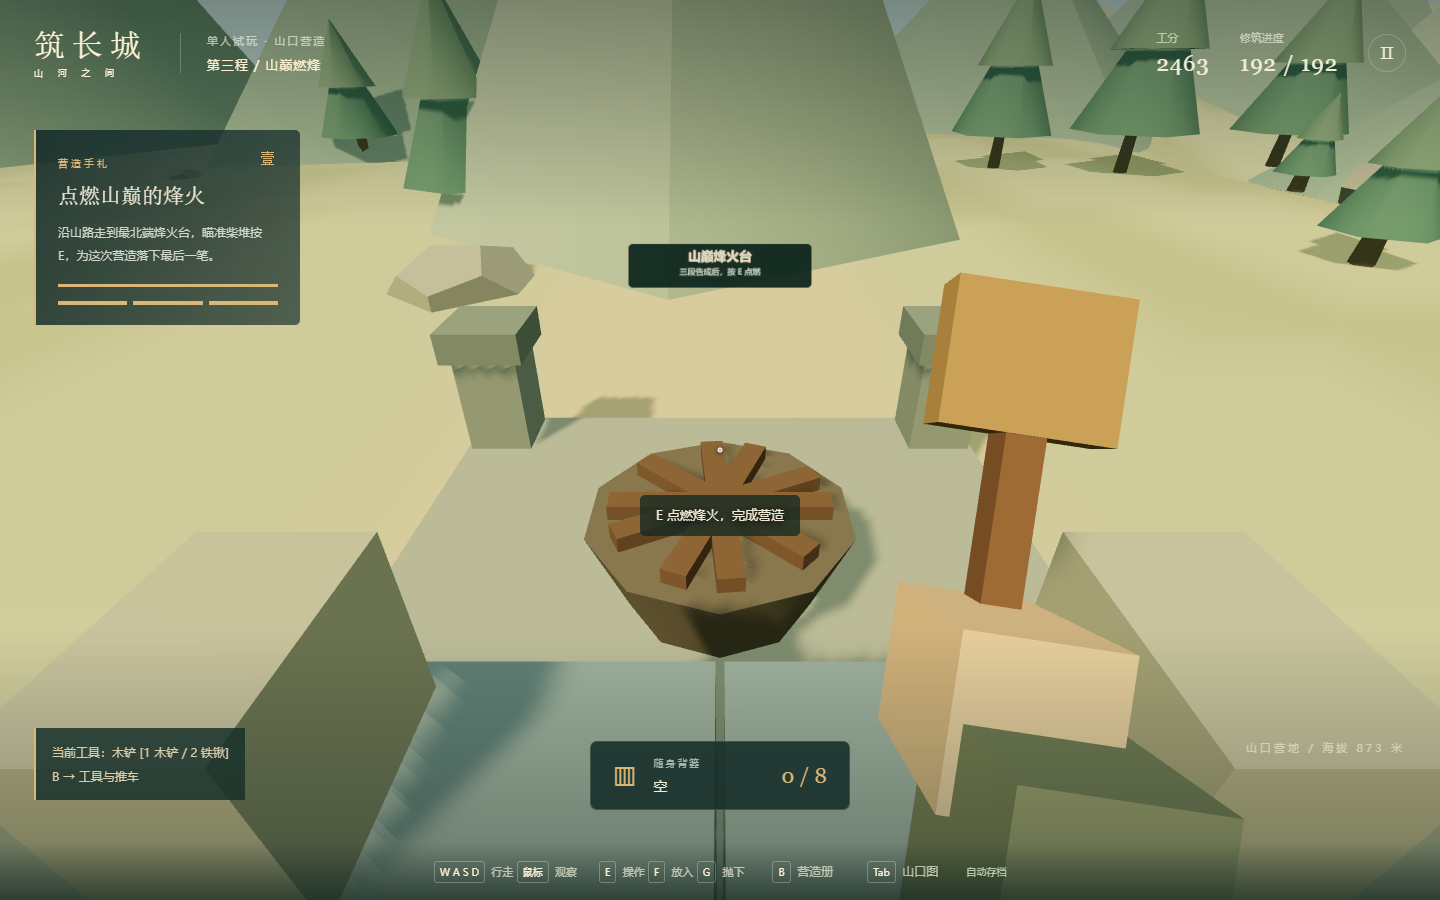 筑长城
山河之间
单人试玩 · 山口营造
第三程 / 山巅燃烽
工分
2463
修筑进度
192 / 192
II
营造手札
壹
点燃山巅的烽火
沿山路走到最北端烽火台，瞄准柴堆按
E，为这次营造落下最后一笔。
山巅烽火台
三段告成后，按 E 点燃
E 点燃烽火，完成营造
当前工具：木铲 [1 木铲 / 2 铁锹]
B → 工具与推车
随身背篓
空
0 / 8
山口营地 / 海拔 873 米
WASD 行走 鼠标 观察 E 操作 F 放入 G 抛下 B 营造册 Tab 山口图 自动存档